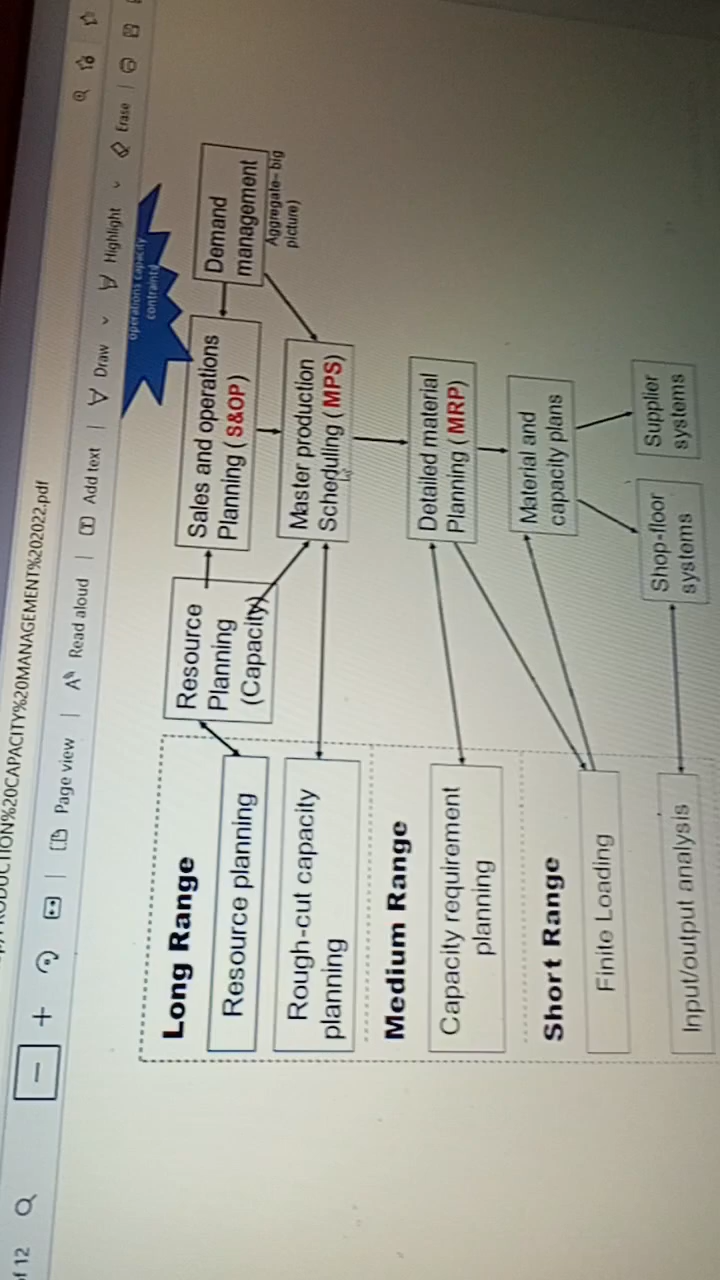 PRODUCTION%20CAPACITY%20MANAGEMENT%202022.pdf
of 12
Page view
Read aloud
Add text
Draw
Highlight
Erase
operations capacity
contraints
Long Range
Resource planning
Rough-cut capacity
planning
Medium Range
Capacity requirement
planning
Short Range
Finite Loading
Input/output analysis
Resource
Planning
(Capacity)
Sales and operations
Planning ( S&OP)
Demand
management
Aggregate– big
picture)
Master production
Scheduling ( MPS)
Detailed material
Planning ( MRP)
Material and
capacity plans
Shop-floor
systems
Supplier
systems